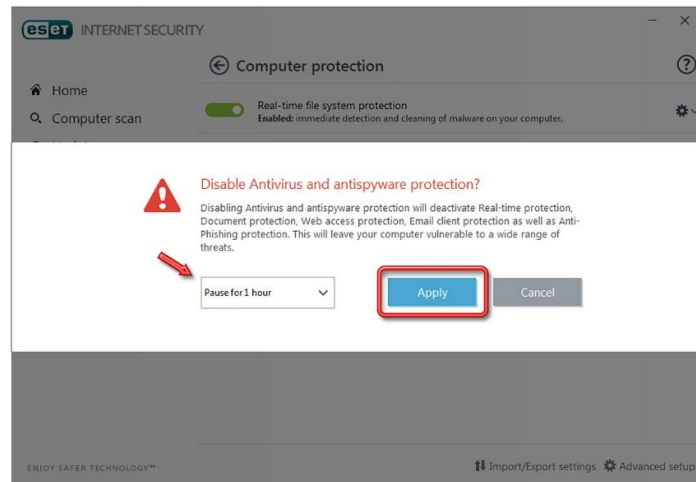 eseT INTERNET SECURITY
Computer protection
Home
Real-time file system protection
Enabled: immediate detection and cleaning of malware on your computer.
Computer scan
Disable Antivirus and antispyware protection?
Disabling Antivirus and antispyware protection will deactivate Real-time protection,
Document protection, Web access protection, Email client protection as well as Anti-
Phishing protection. This will leave your computer vulnerable to a wide range of
threats.
Pause for 1 hour
Apply
Cancel
ENJOY SAFER TECHNOLOGY™
Import/Export settings
Advanced setup